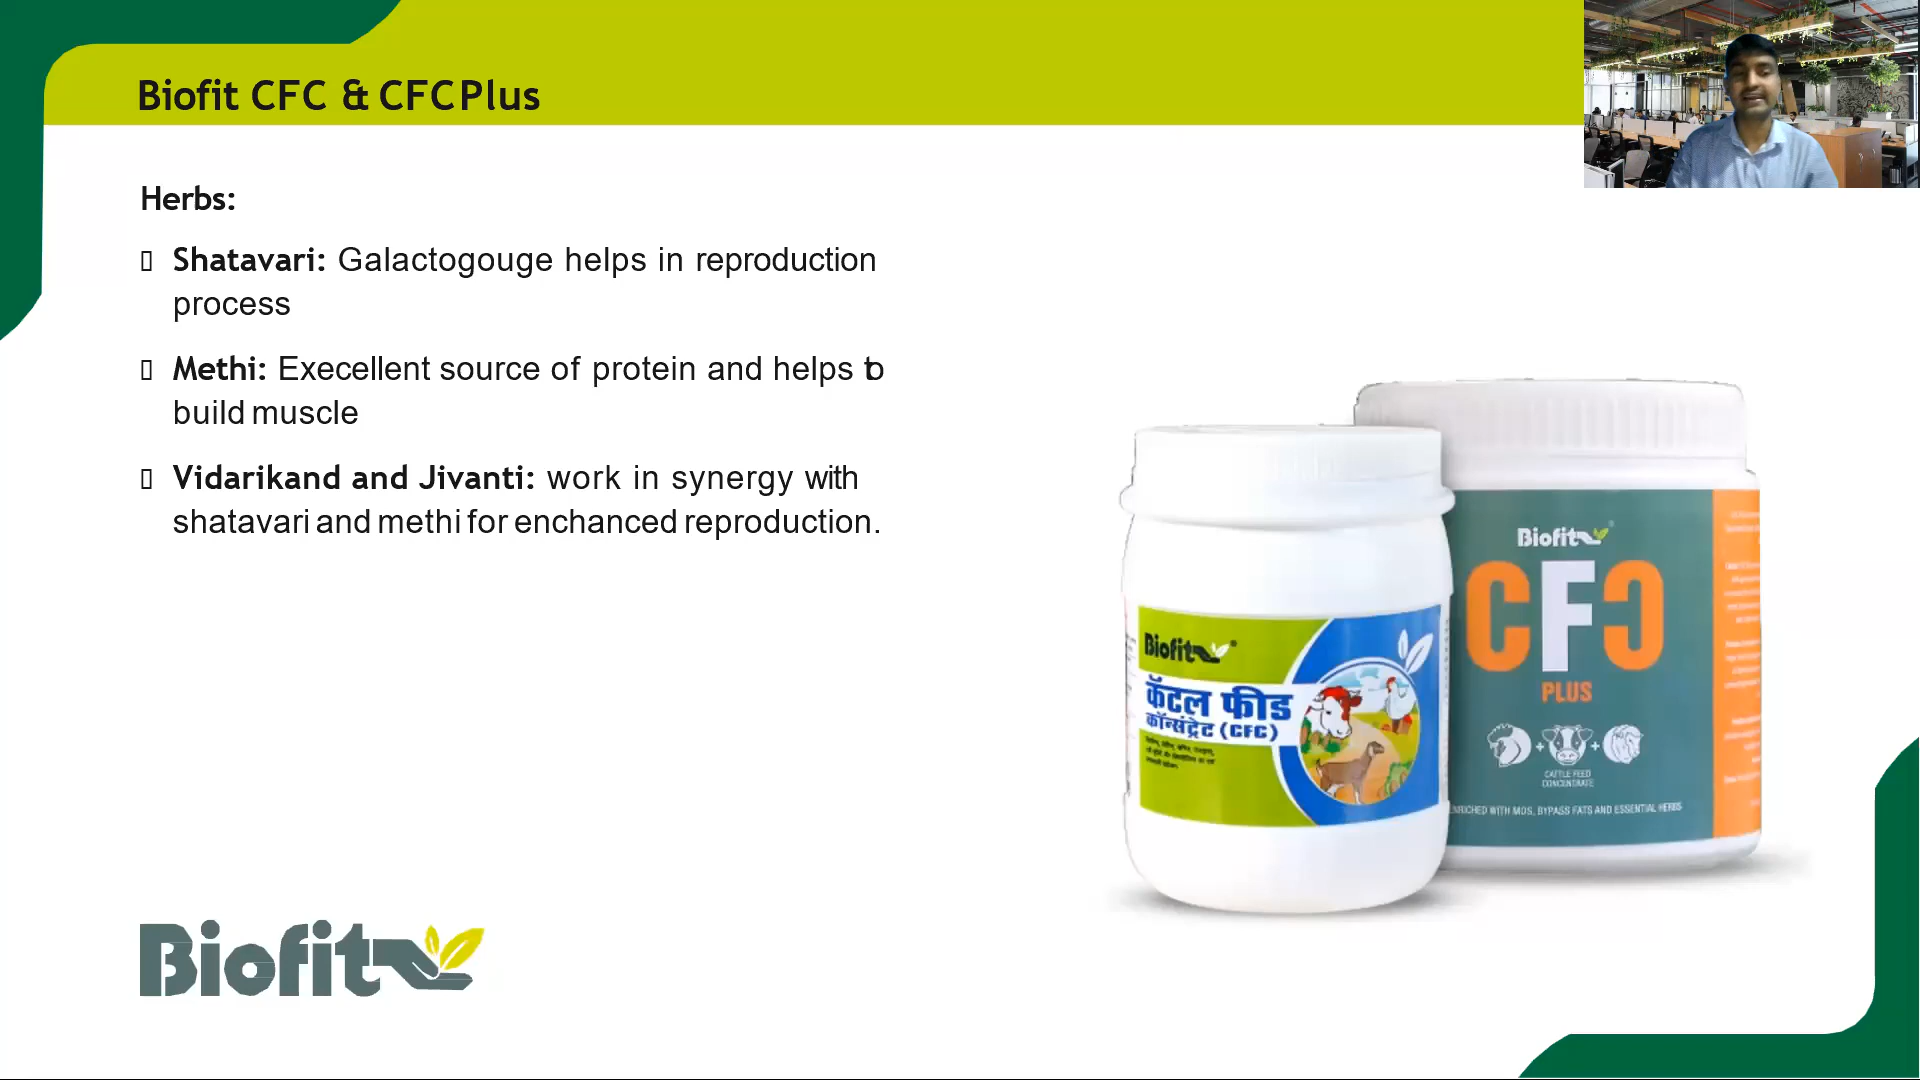 Biofit CFC & CFC Plus
Herbs:
Shatavari: Galactogouge helps in reproduction
process
Methi: Execellent source of protein and helps to
build muscle
Vidarikand and Jivanti: work in synergy with
shatavari and methi for enchanced reproduction.
Biofit
CFC
PLUS
CATTLE FEED
CONCENTRATE
ENRICHED WITH MOS, BYPASS FATS AND ESSENTIAL HERBS
Biofit
कॅटल फीड
कॉन्संट्रेट (CFC)
Biofit